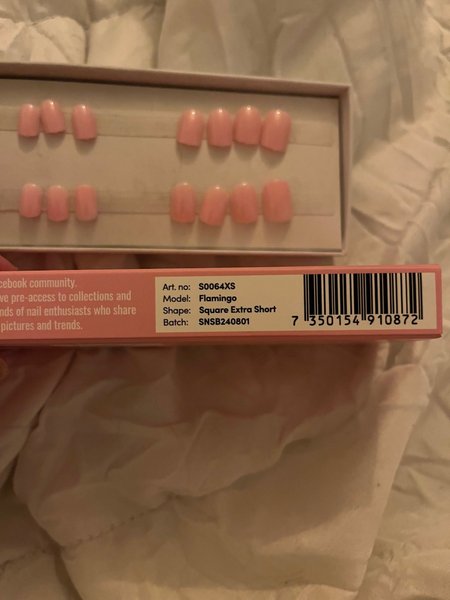 cebook community.
ve pre-access to collections and
nds of nail enthusiasts who share
pictures and trends.
Art. no: S0064XS
Model: Flamingo
Shape: Square Extra Short
Batch: SNSB240801
7 350154 910872